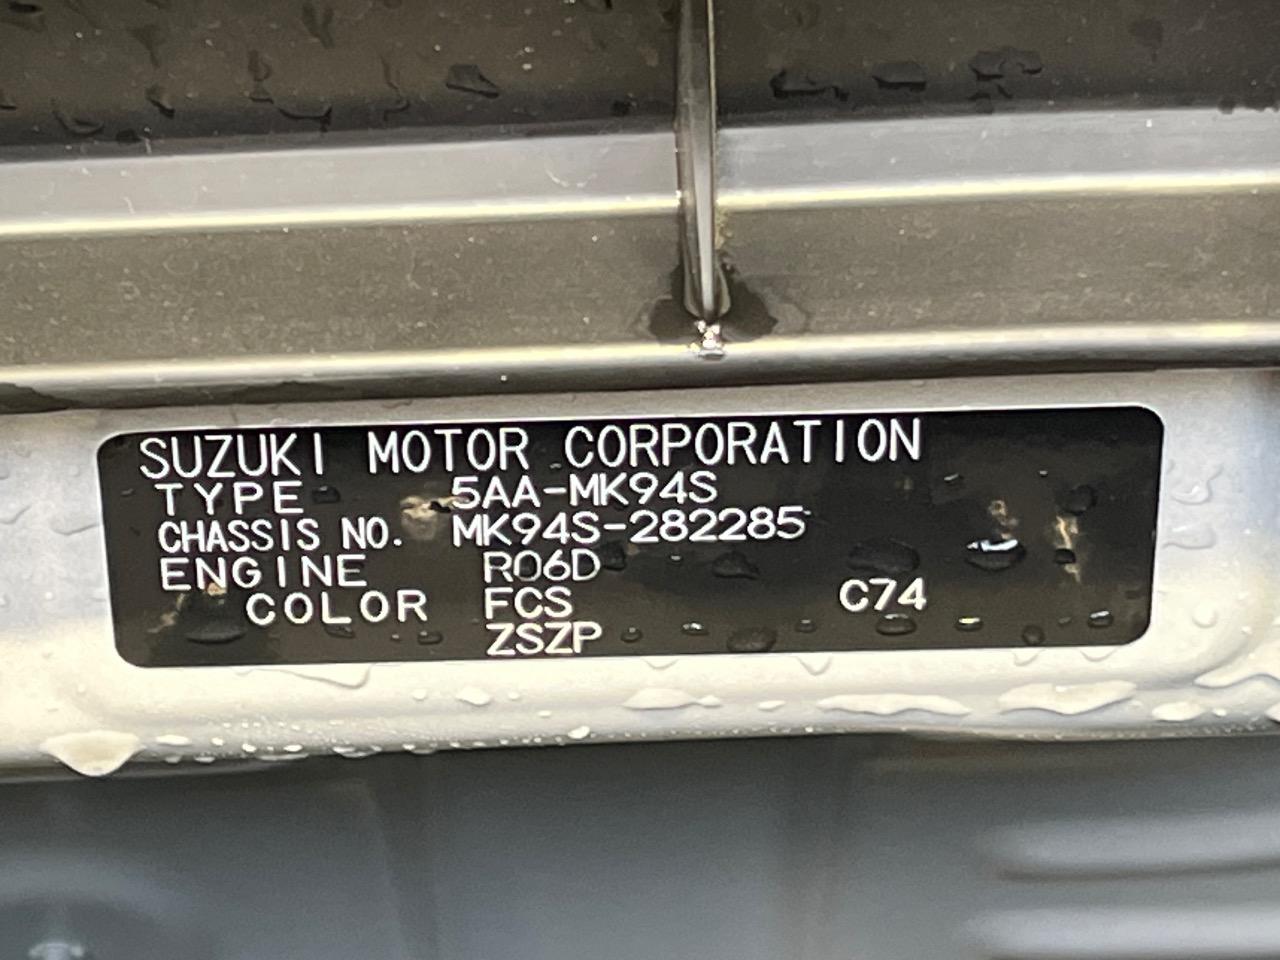 SUZUKI MOTOR CORPORATION
TYPE 5AA-MK94S
CHASSIS NO. MK94S-282285
ENGINE R06D
COLOR FCS C74
ZSZP